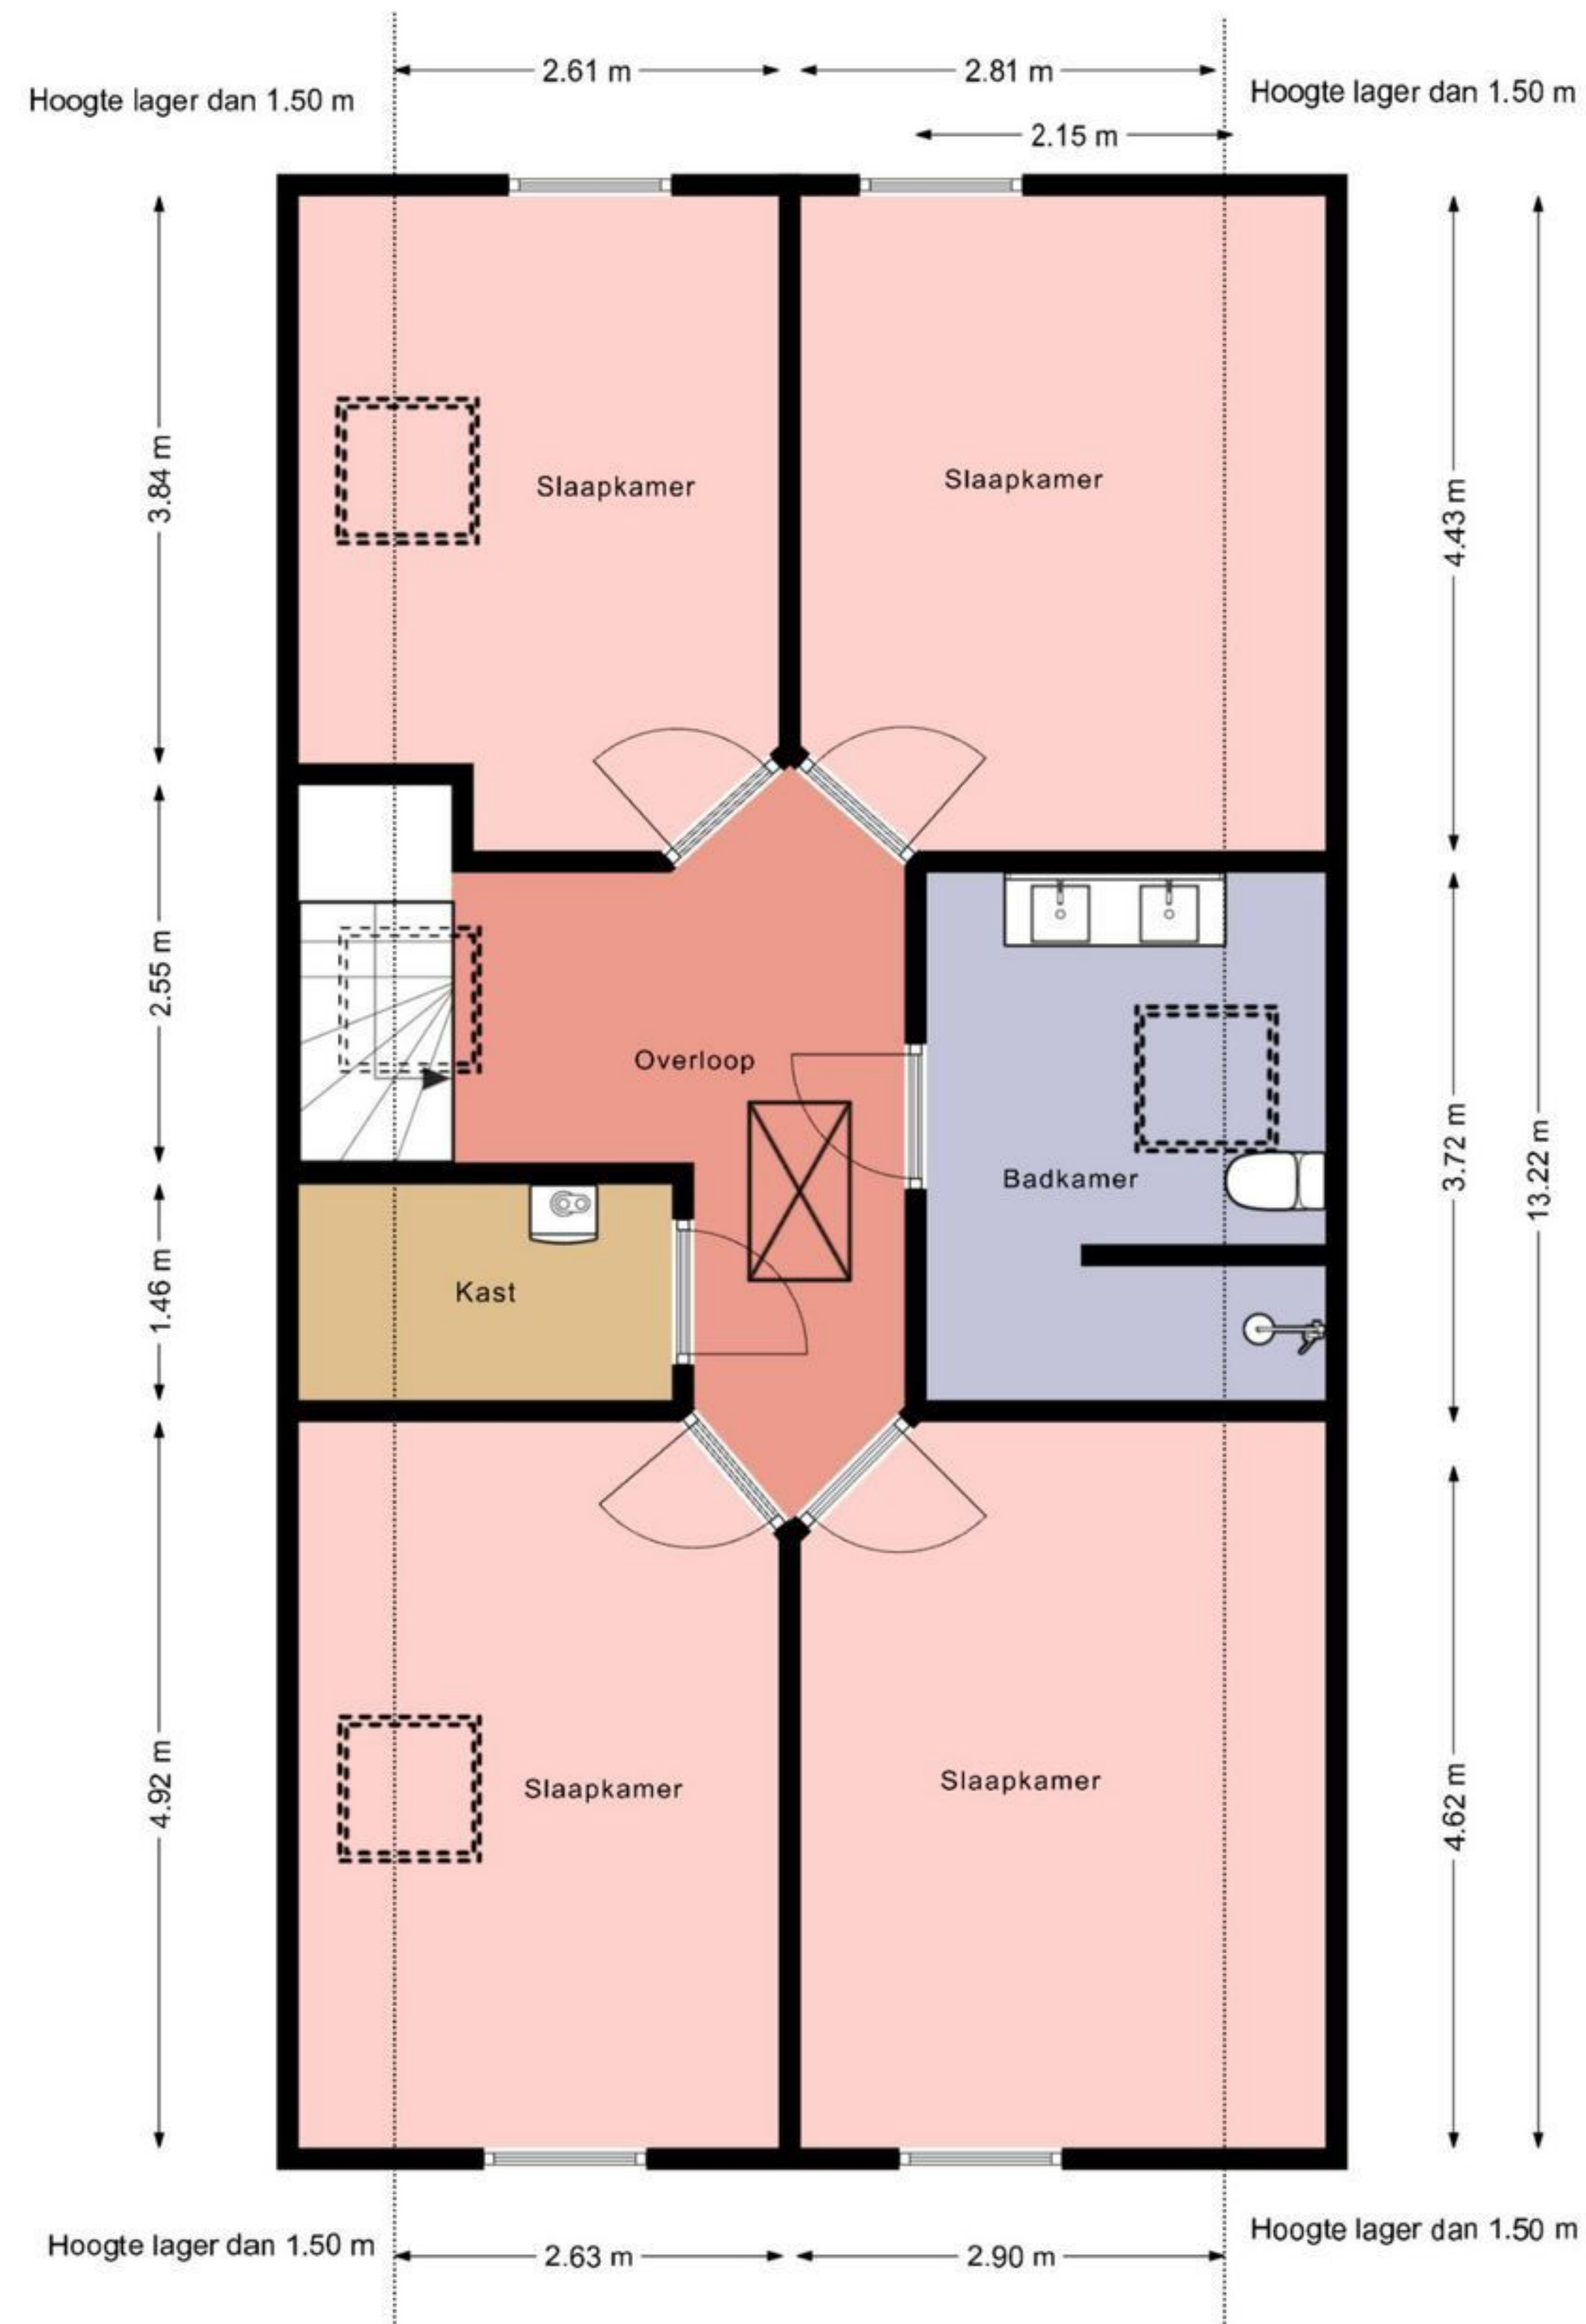 2.61 m
2.81 m
Hoogte lager dan 1.50 m
Hoogte lager dan 1.50 m
2.15 m
3.84 m
Slaapkamer
Slaapkamer
4.43 m
2.55 m
Overloop
Badkamer
3.72 m
13.22 m
1.46 m
Kast
4.92 m
Slaapkamer
Slaapkamer
4.62 m
Hoogte lager dan 1.50 m
Hoogte lager dan 1.50 m
2.63 m
2.90 m